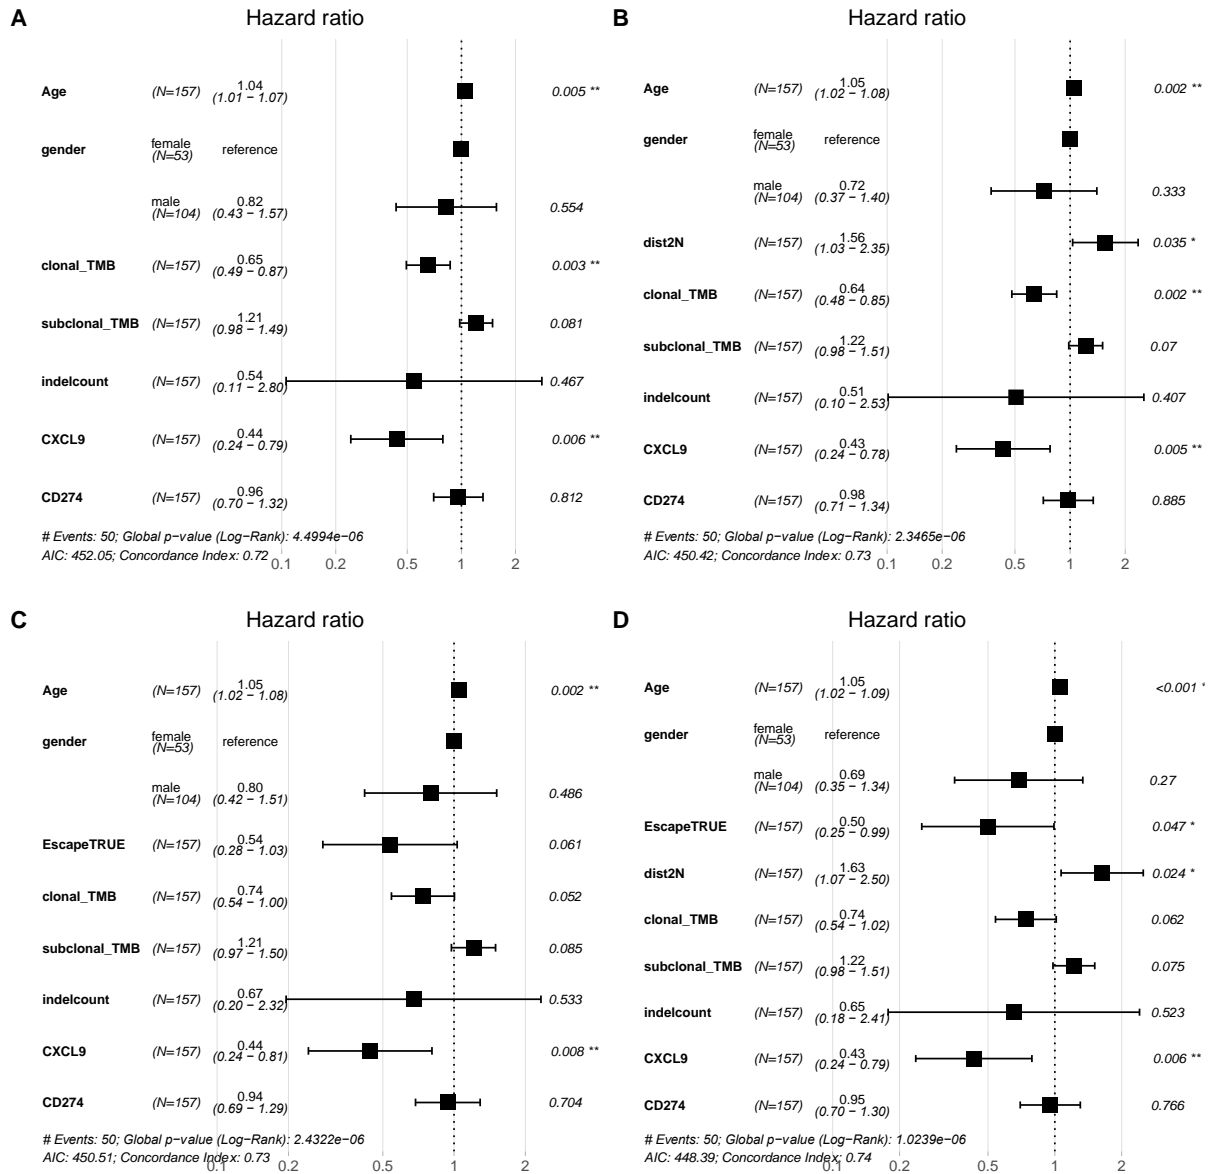 A
Hazard ratio
Age (N=157) 1.04 (1.01 − 1.07) 0.005 **
gender female (N=53) reference
male (N=104) 0.82 (0.43 − 1.57) 0.554
clonal_TMB (N=157) 0.65 (0.49 − 0.87) 0.003 **
subclonal_TMB (N=157) 1.21 (0.98 − 1.49) 0.081
indelcount (N=157) 0.54 (0.11 − 2.80) 0.467
CXCL9 (N=157) 0.44 (0.24 − 0.79) 0.006 **
CD274 (N=157) 0.96 (0.70 − 1.32) 0.812
# Events: 50; Global p−value (Log−Rank): 4.4994e−06
AIC: 452.05; Concordance Index: 0.72
0.1 0.2 0.5 1 2
B
Hazard ratio
Age (N=157) 1.05 (1.02 − 1.08) 0.002 **
gender female (N=53) reference
male (N=104) 0.72 (0.37 − 1.40) 0.333
dist2N (N=157) 1.56 (1.03 − 2.35) 0.035 *
clonal_TMB (N=157) 0.64 (0.48 − 0.85) 0.002 **
subclonal_TMB (N=157) 1.22 (0.98 − 1.51) 0.07
indelcount (N=157) 0.51 (0.10 − 2.53) 0.407
CXCL9 (N=157) 0.43 (0.24 − 0.78) 0.005 **
CD274 (N=157) 0.98 (0.71 − 1.34) 0.885
# Events: 50; Global p−value (Log−Rank): 2.3465e−06
AIC: 450.42; Concordance Index: 0.73
0.1 0.2 0.5 1 2
C
Hazard ratio
Age (N=157) 1.05 (1.02 − 1.08) 0.002 **
gender female (N=53) reference
male (N=104) 0.80 (0.42 − 1.51) 0.486
EscapeTRUE (N=157) 0.54 (0.28 − 1.03) 0.061
clonal_TMB (N=157) 0.74 (0.54 − 1.00) 0.052
subclonal_TMB (N=157) 1.21 (0.97 − 1.50) 0.085
indelcount (N=157) 0.67 (0.20 − 2.32) 0.533
CXCL9 (N=157) 0.44 (0.24 − 0.81) 0.008 **
CD274 (N=157) 0.94 (0.69 − 1.29) 0.704
# Events: 50; Global p−value (Log−Rank): 2.4322e−06
AIC: 450.51; Concordance Index: 0.73
0.1 0.2 0.5 1 2
D
Hazard ratio
Age (N=157) 1.05 (1.02 − 1.09) <0.001 *
gender female (N=53) reference
male (N=104) 0.69 (0.35 − 1.34) 0.27
EscapeTRUE (N=157) 0.50 (0.25 − 0.99) 0.047 *
dist2N (N=157) 1.63 (1.07 − 2.50) 0.024 *
clonal_TMB (N=157) 0.74 (0.54 − 1.02) 0.062
subclonal_TMB (N=157) 1.22 (0.98 − 1.51) 0.075
indelcount (N=157) 0.65 (0.18 − 2.41) 0.523
CXCL9 (N=157) 0.43 (0.24 − 0.79) 0.006 **
CD274 (N=157) 0.95 (0.70 − 1.30) 0.766
# Events: 50; Global p−value (Log−Rank): 1.0239e−06
AIC: 448.39; Concordance Index: 0.74
0.1 0.2 0.5 1 2